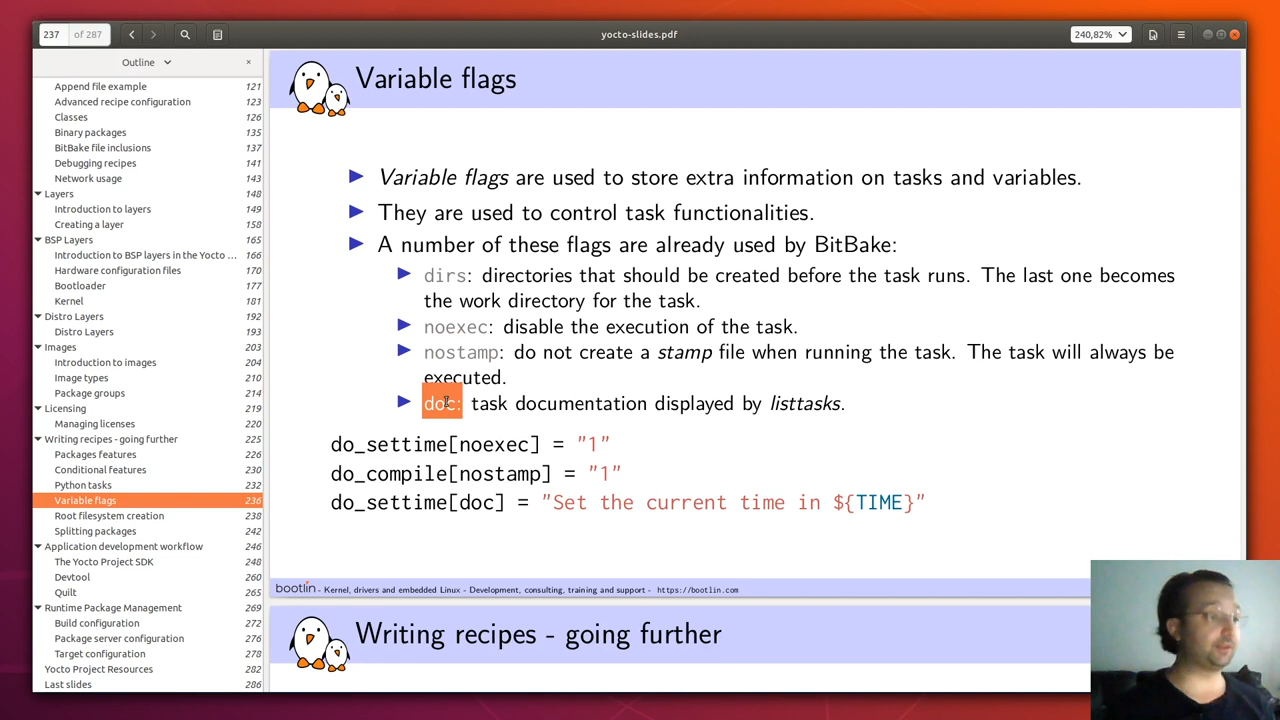 237 of 287
yocto-slides.pdf
240,82%
Outline
Append file example 121
Advanced recipe configuration 123
Classes 126
Binary packages 135
BitBake file inclusions 137
Debugging recipes 141
Network usage 143
Layers 148
Introduction to layers 149
Creating a layer 158
BSP Layers 165
Introduction to BSP layers in the Yocto ... 166
Hardware configuration files 170
Bootloader 177
Kernel 181
Distro Layers 192
Distro Layers 193
Images 203
Introduction to images 204
Image types 210
Package groups 214
Licensing 219
Managing licenses 220
Writing recipes - going further 225
Packages features 226
Conditional features 230
Python tasks 232
Variable flags 236
Root filesystem creation 238
Splitting packages 242
Application development workflow 246
The Yocto Project SDK 248
Devtool 260
Quilt 265
Runtime Package Management 269
Build configuration 272
Package server configuration 276
Target configuration 278
Yocto Project Resources 282
Last slides 286
Variable flags
Variable flags are used to store extra information on tasks and variables.
They are used to control task functionalities.
A number of these flags are already used by BitBake:
dirs: directories that should be created before the task runs. The last one becomes
the work directory for the task.
noexec: disable the execution of the task.
nostamp: do not create a stamp file when running the task. The task will always be
executed.
doc: task documentation displayed by listtasks.
do_settime[noexec] = "1"
do_compile[nostamp] = "1"
do_settime[doc] = "Set the current time in ${TIME}"
bootlin - Kernel, drivers and embedded Linux - Development, consulting, training and support - https://bootlin.com
Writing recipes - going further